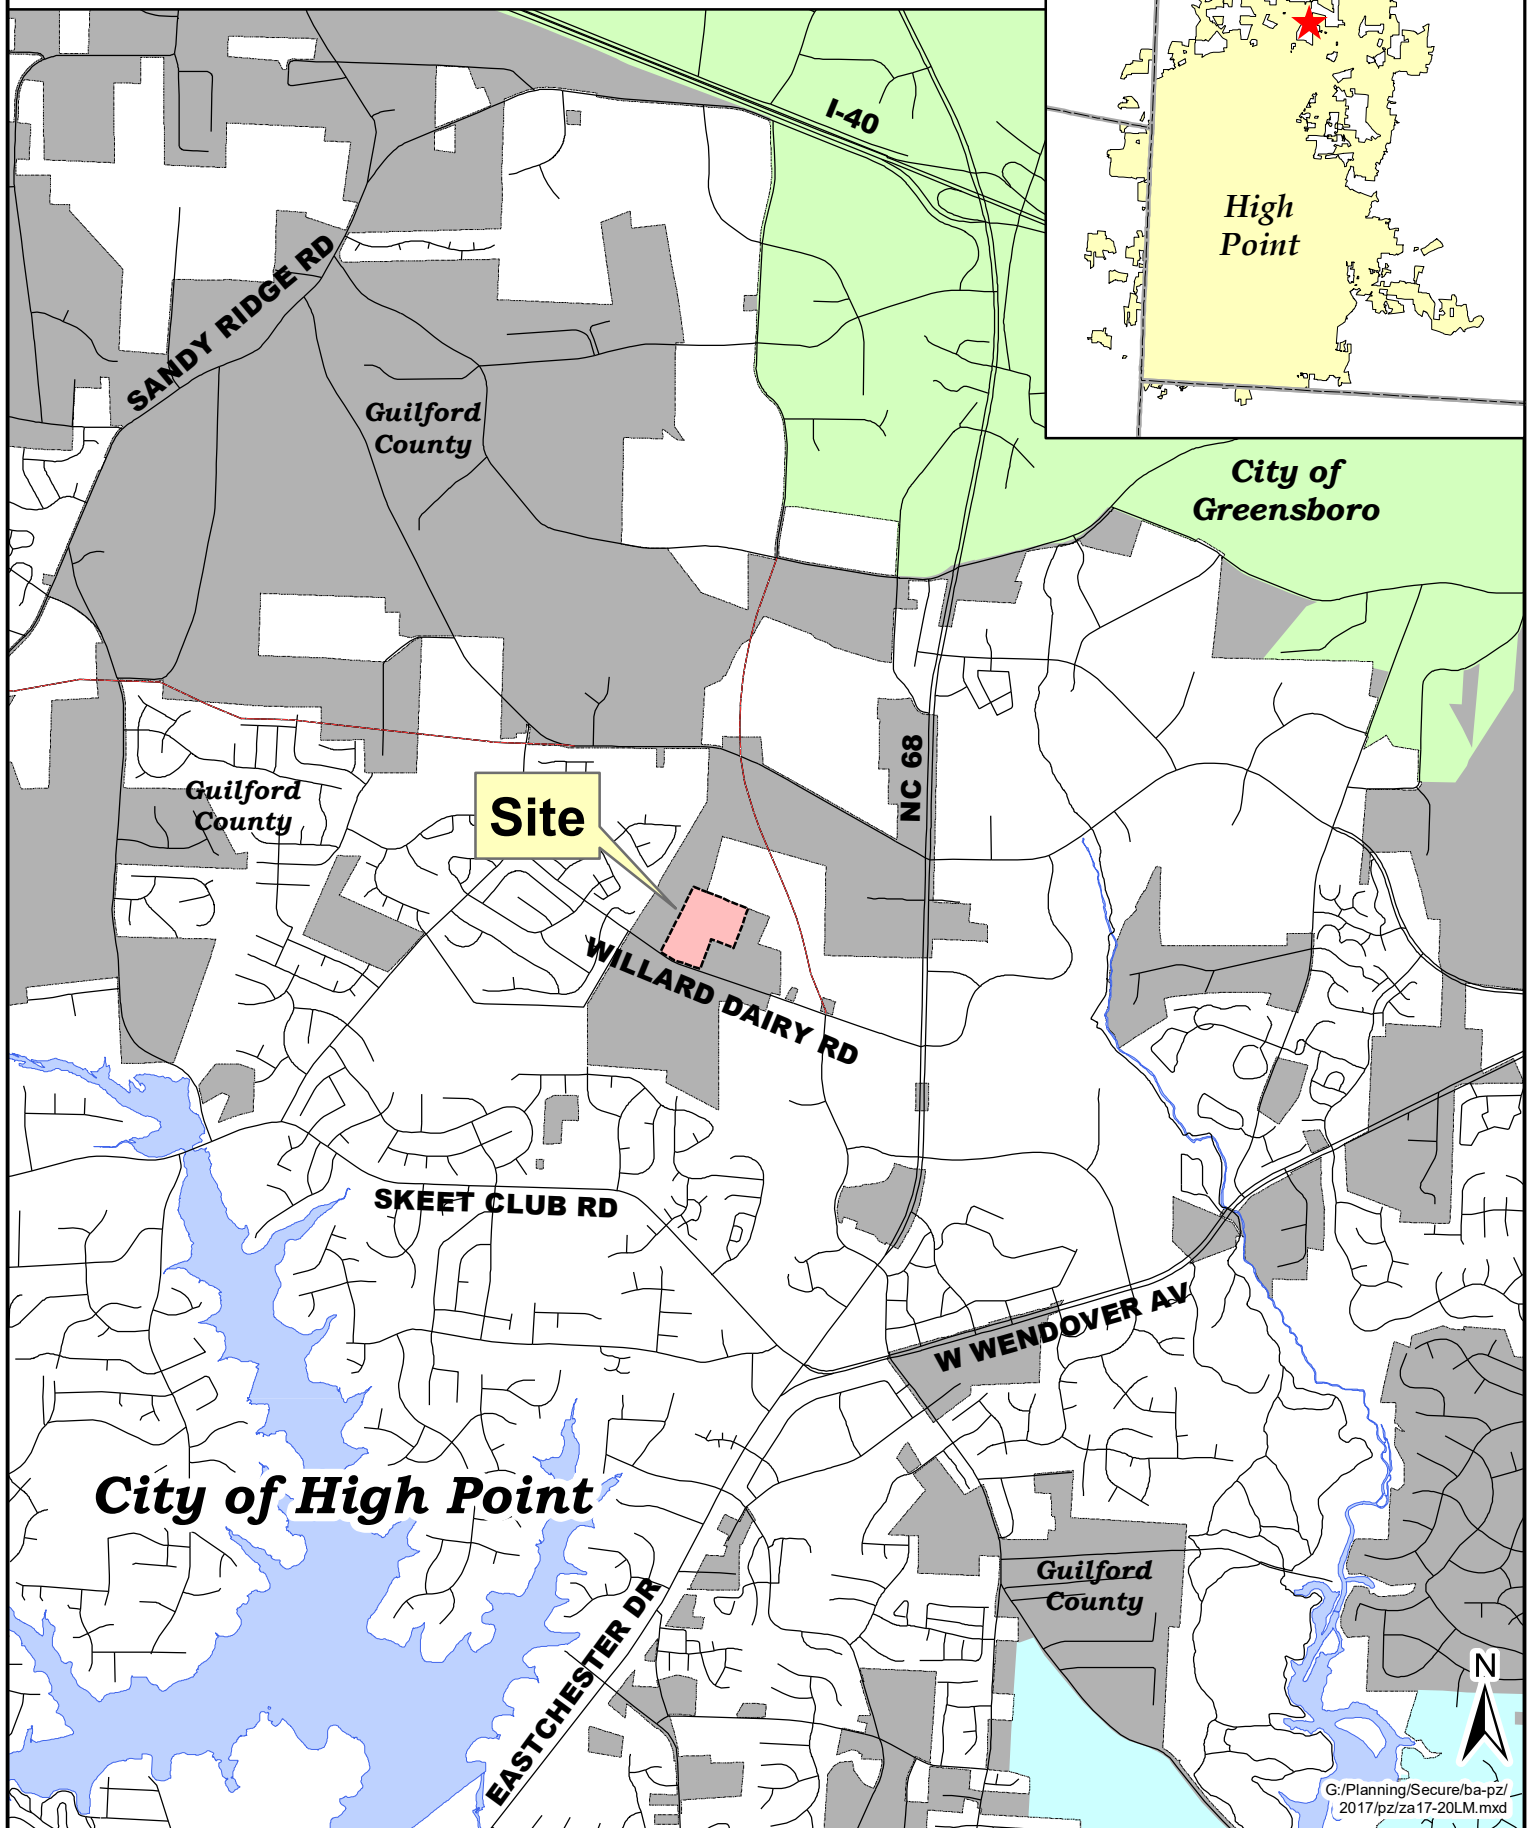 I-40
High
Point
SANDY RIDGE RD
Guilford
County
City of
Greensboro
NC 68
Guilford
County
Site
WILLARD DAIRY RD
SKEET CLUB RD
W WENDOVER AV
City of High Point
Guilford
County
EASTCHESTER DR
N
G:/Planning/Secure/ba-pz/
2017/pz/za17-20LM.mxd